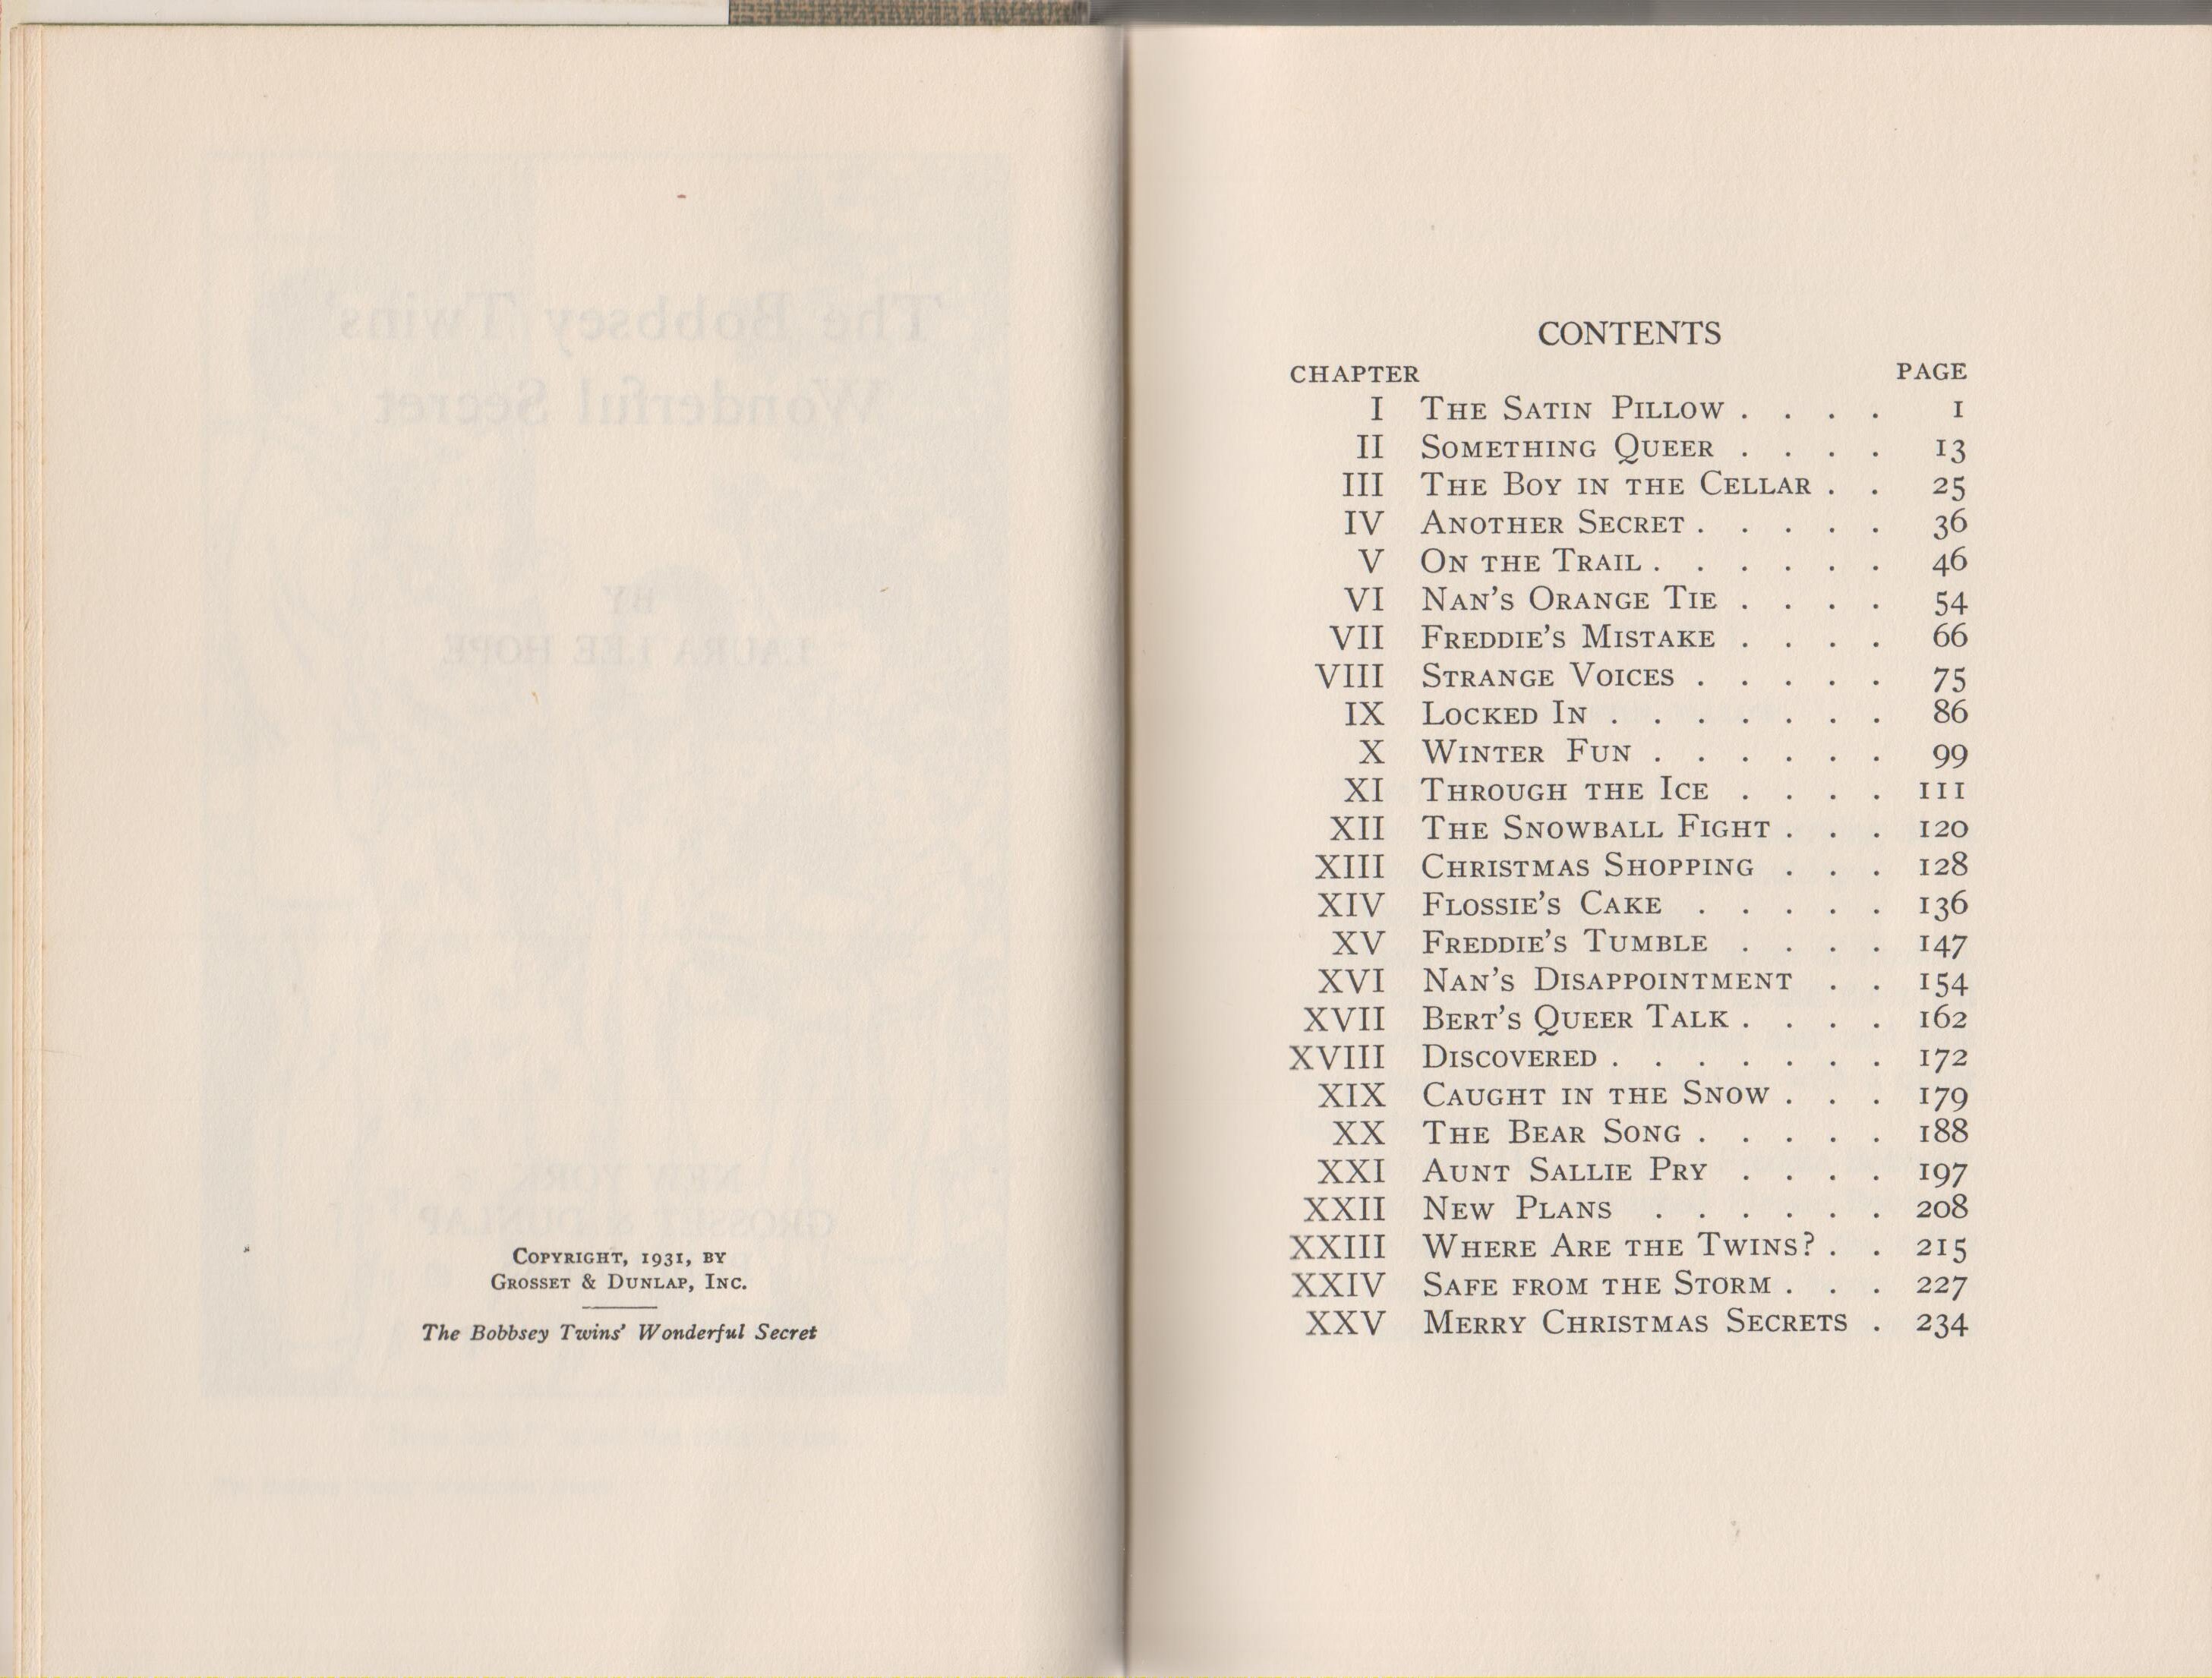 Copyright, 1931, by
Grosset & Dunlap, Inc.
The Bobbsey Twins' Wonderful Secret
CONTENTS
CHAPTER PAGE
I The Satin Pillow . . . . 1
II Something Queer . . . . 13
III The Boy in the Cellar . . 25
IV Another Secret . . . . . 36
V On the Trail . . . . . . 46
VI Nan's Orange Tie . . . . 54
VII Freddie's Mistake . . . . 66
VIII Strange Voices . . . . . 75
IX Locked In . . . . . . . 86
X Winter Fun . . . . . . 99
XI Through the Ice . . . . 111
XII The Snowball Fight . . . 120
XIII Christmas Shopping . . . 128
XIV Flossie's Cake . . . . . 136
XV Freddie's Tumble . . . . 147
XVI Nan's Disappointment . . 154
XVII Bert's Queer Talk . . . . 162
XVIII Discovered . . . . . . . 172
XIX Caught in the Snow . . . 179
XX The Bear Song . . . . . 188
XXI Aunt Sallie Pry . . . . 197
XXII New Plans . . . . . . 208
XXIII Where Are the Twins? . . 215
XXIV Safe from the Storm . . . 227
XXV Merry Christmas Secrets . 234